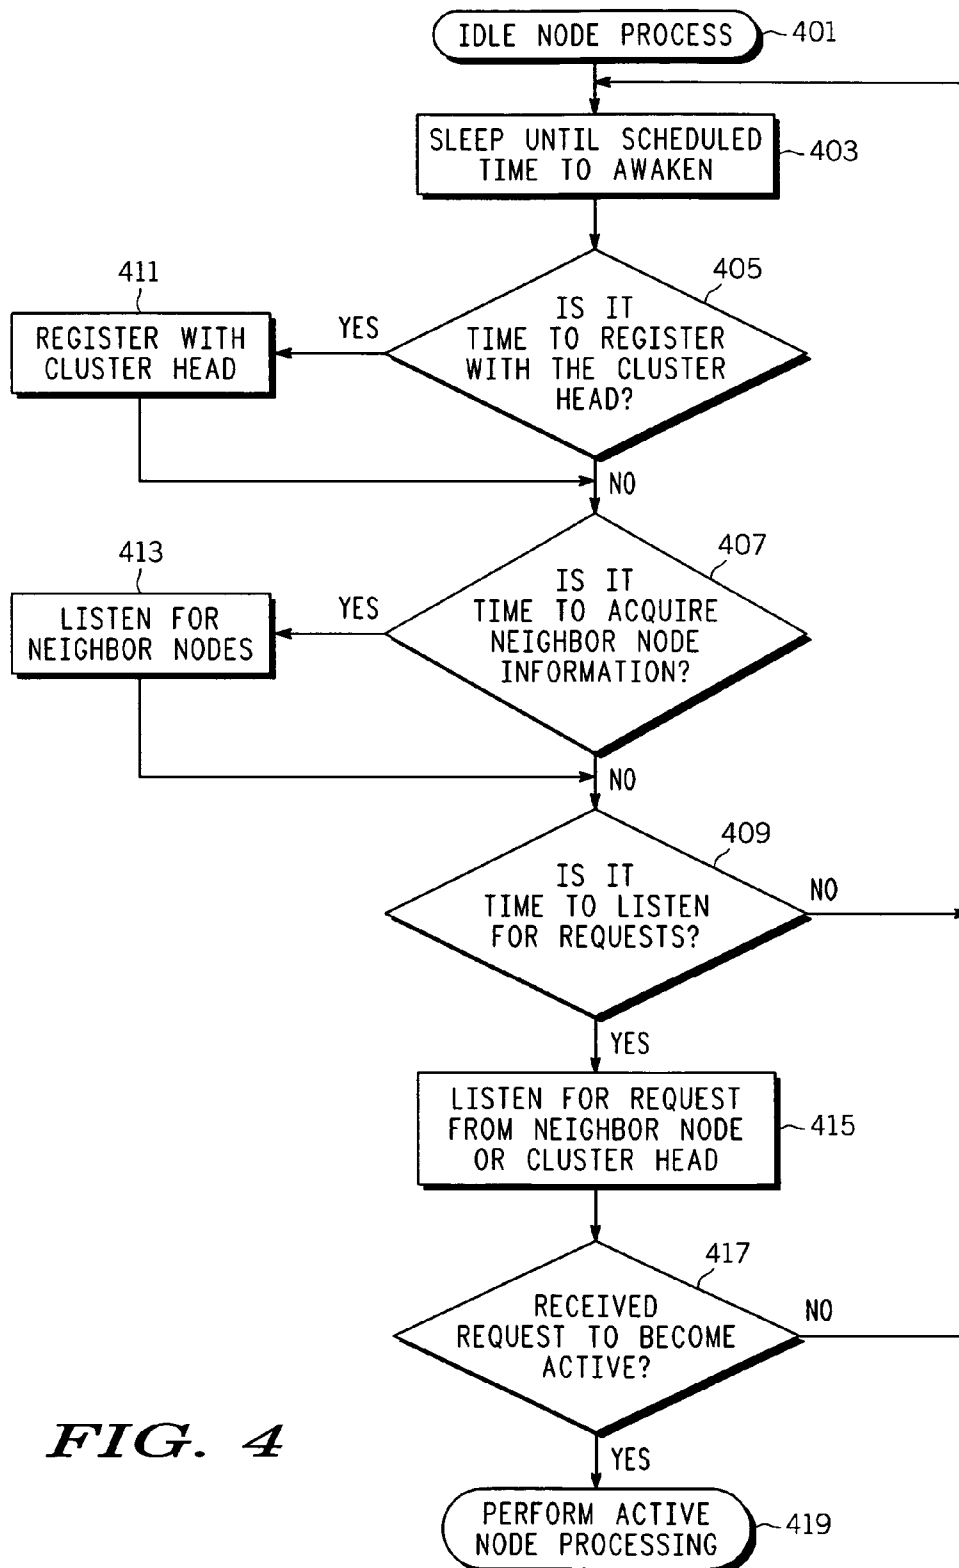 IDLE NODE PROCESS
401
SLEEP UNTIL SCHEDULED
TIME TO AWAKEN
403
405
IS IT
TIME TO REGISTER
WITH THE CLUSTER
HEAD?
YES
411
REGISTER WITH
CLUSTER HEAD
NO
407
IS IT
TIME TO ACQUIRE
NEIGHBOR NODE
INFORMATION?
YES
413
LISTEN FOR
NEIGHBOR NODES
NO
409
IS IT
TIME TO LISTEN
FOR REQUESTS?
NO
YES
LISTEN FOR REQUEST
FROM NEIGHBOR NODE
OR CLUSTER HEAD
415
417
RECEIVED
REQUEST TO BECOME
ACTIVE?
NO
YES
PERFORM ACTIVE
NODE PROCESSING
419
FIG. 4